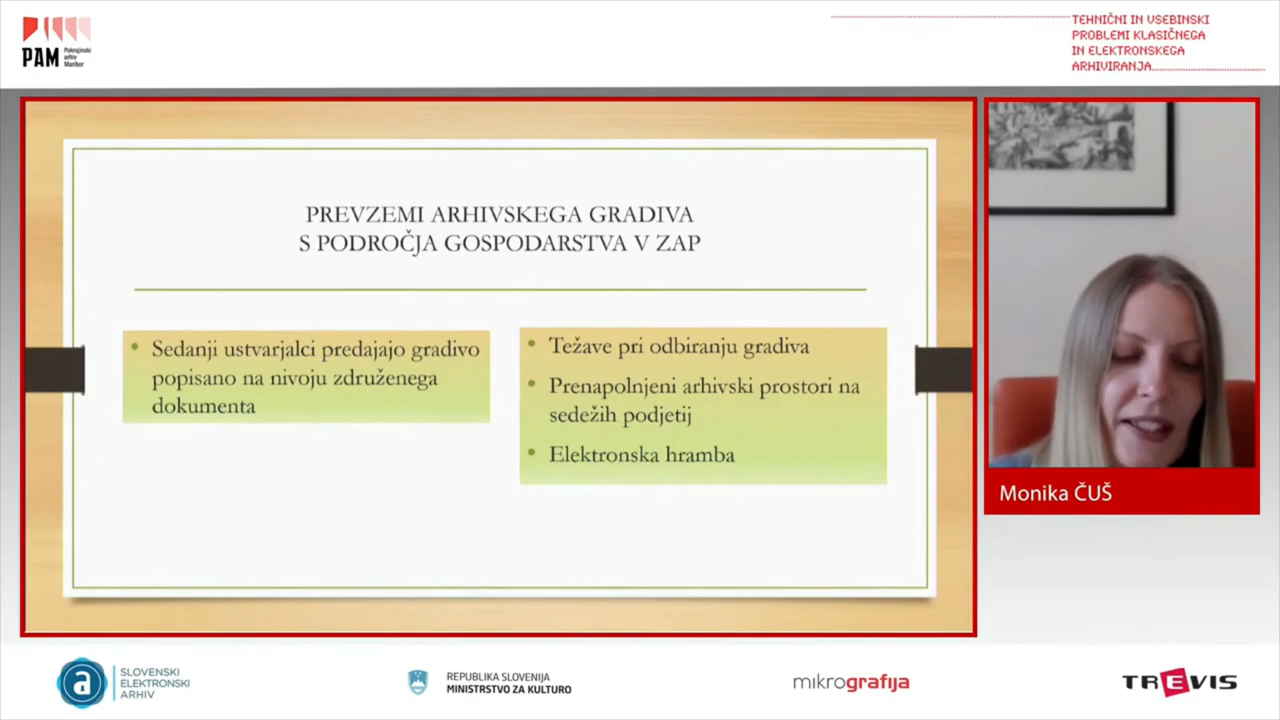 PAM
Pokrajinski
arhiv
Maribor
TEHNIČNI IN VSEBINSKI
PROBLEMI KLASIČNEGA
IN ELEKTRONSKEGA
ARHIVIRANJA
PREVZEMI ARHIVSKEGA GRADIVA
S PODROČJA GOSPODARSTVA V ZAP
• Sedanji ustvarjalci predajajo gradivo
popisano na nivoju združenega
dokumenta
• Težave pri odbiranju gradiva
• Prenapolnjeni arhivski prostori na
sedežih podjetij
• Elektronska hramba
Monika ČUŠ
a
SLOVENSKI
ELEKTRONSKI
ARHIV
REPUBLIKA SLOVENIJA
MINISTRSTVO ZA KULTURO
mikrografija
TREVIS